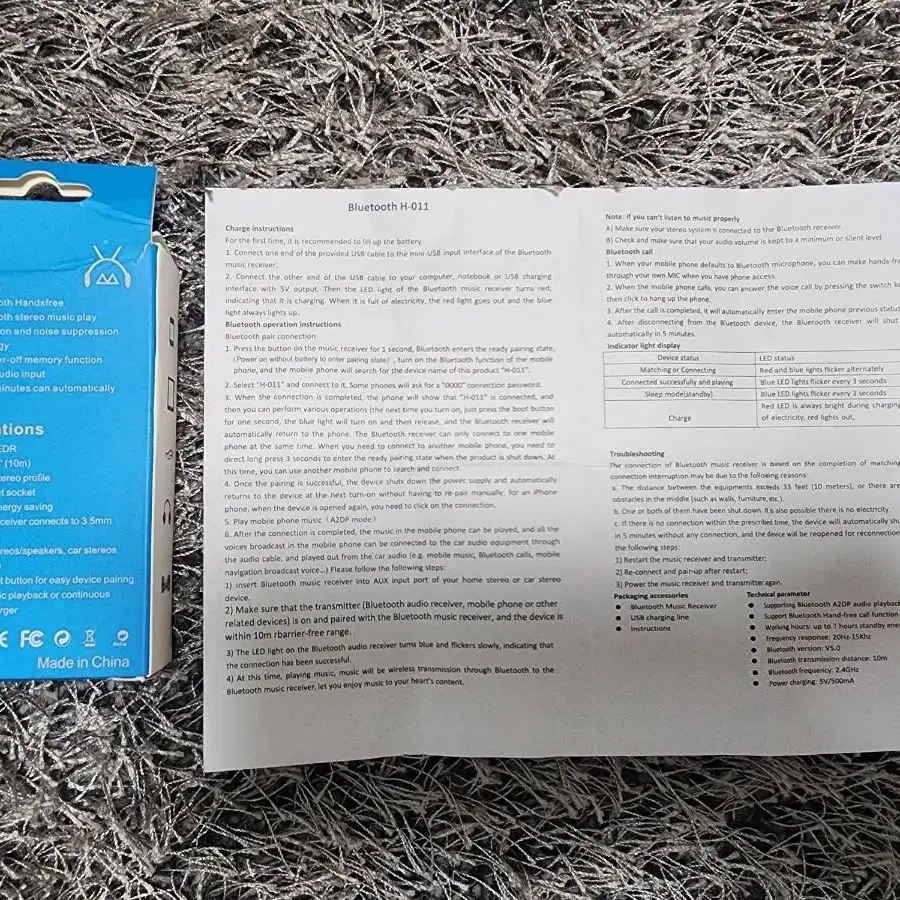 oth Handsfree
oth stereo music play
on and noise suppression
gy
er-off memory function
udio input
inutes can automatically
tions
EDR
(10m)
ereo profile
t socket
ergy saving
ceiver connects to 3.5mm
reos/speakers, car stereos
t button for easy device pairing
ic playback or continuous
rger
CE FC
Made in China
Bluetooth H-011
Charge instructions
For the first time, it is recommended to fill up the battery.
1. Connect one end of the provided USB cable to the mini-USB input interface of the Bluetooth
music receiver.
2. Connect the other end of the USB cable to your computer, notebook or USB charging
interface with 5V output. Then the LED light of the Bluetooth music receiver turns red,
indicating that it is charging. When it is full of electricity, the red light goes out and the blue
light always lights up.
Bluetooth operation instructions
Bluetooth pair connection
1. Press the button on the music receiver for 1 second, Bluetooth enters the ready pairing state,
(Power on without battery to enter pairing state), turn on the Bluetooth function of the mobile
phone, and the mobile phone will search for the device name of this product "H-011".
2. Select "H-011" and connect to it. Some phones will ask for a "0000" connection password.
3. When the connection is completed, the phone will show that "H-011" is connected, and
then you can perform various operations (the next time you turn on, just press the boot button
for one second, the blue light will turn on and then release, and the Bluetooth receiver will
automatically return to the phone. The Bluetooth receiver can only connect to one mobile
phone at the same time. When you need to connect to another mobile phone, you need to
direct long press 3 seconds to enter the ready pairing state when the product is shut down. At
this time, you can use another mobile phone to search and connect.
4. Once the pairing is successful, the device shuts down the power supply and automatically
returns to the device at the next turn-on without having to re-pair manually; for an iPhone
phone, when the device is opened again, you need to click on the connection.
5. Play mobile phone music (A2DP mode)
6. After the connection is completed, the music in the mobile phone can be played, and all the
voices broadcast in the mobile phone can be connected to the car audio equipment through
the audio cable, and played out from the car audio (e.g. mobile music, Bluetooth calls, mobile
navigation broadcast voice...) Please follow the following steps:
1) Insert Bluetooth music receiver into AUX input port of your home stereo or car stereo
device.
2) Make sure that the transmitter (Bluetooth audio receiver, mobile phone or other
related devices) is on and paired with the Bluetooth music receiver, and the device is
within 10m rbarrier-free range.
3) The LED light on the Bluetooth audio receiver turns blue and flickers slowly, indicating that
the connection has been successful.
4) At this time, playing music, music will be wireless transmission through Bluetooth to the
Bluetooth music receiver, let you enjoy music to your heart's content.
Note: if you can't listen to music properly
A) Make sure your stereo system is connected to the Bluetooth receiver.
B) Check and make sure that your audio volume is kept to a minimum or silent level.
Bluetooth call
1. When your mobile phone defaults to Bluetooth microphone, you can make hands-fre
through your own MIC when you have phone access.
2. When the mobile phone calls, you can answer the voice call by pressing the switch ke
then click to hang up the phone.
3. After the call is completed, it will automatically enter the mobile phone previous status
4. After disconnecting from the Bluetooth device, the Bluetooth receiver will shut
automatically in 5 minutes.
Indicator light display
Device status LED status
Matching or Connecting Red and blue lights flicker alternately
Connected successfully and playing Blue LED lights flicker every 3 seconds
Sleep mode(standby) Blue LED lights flicker every 3 seconds
Charge Red LED is always bright during charging
of electricity, red lights out.
Troubleshooting
The connection of Bluetooth music receiver is based on the completion of matching
connection interruption may be due to the following reasons:
a. The distance between the equipments exceeds 33 feet (10 meters), or there are
obstacles in the middle (such as walls, furniture, etc.).
b. One or both of them have been shut down. It is also possible there is no electricity.
c. If there is no connection within the prescribed time, the device will automatically shu
in 5 minutes without any connection, and the device will be reopened for reconnection
the following steps:
1) Restart the music receiver and transmitter;
2) Re-connect and pair-up after restart;
3) Power the music receiver and transmitter again.
Packaging accessories
● Bluetooth Music Receiver
● USB charging line
● Instructions
Technical parameter
● Supporting Bluetooth A2DP audio playback
● Support Bluetooth Hand-free call function
● Working hours: up to 7 hours standby ene
● Frequency response: 20Hz-15Khz
● Bluetooth version: V5.0
● Bluetooth transmission distance: 10m
● Bluetooth frequency: 2.4GHz
● Power charging: 5V/500mA